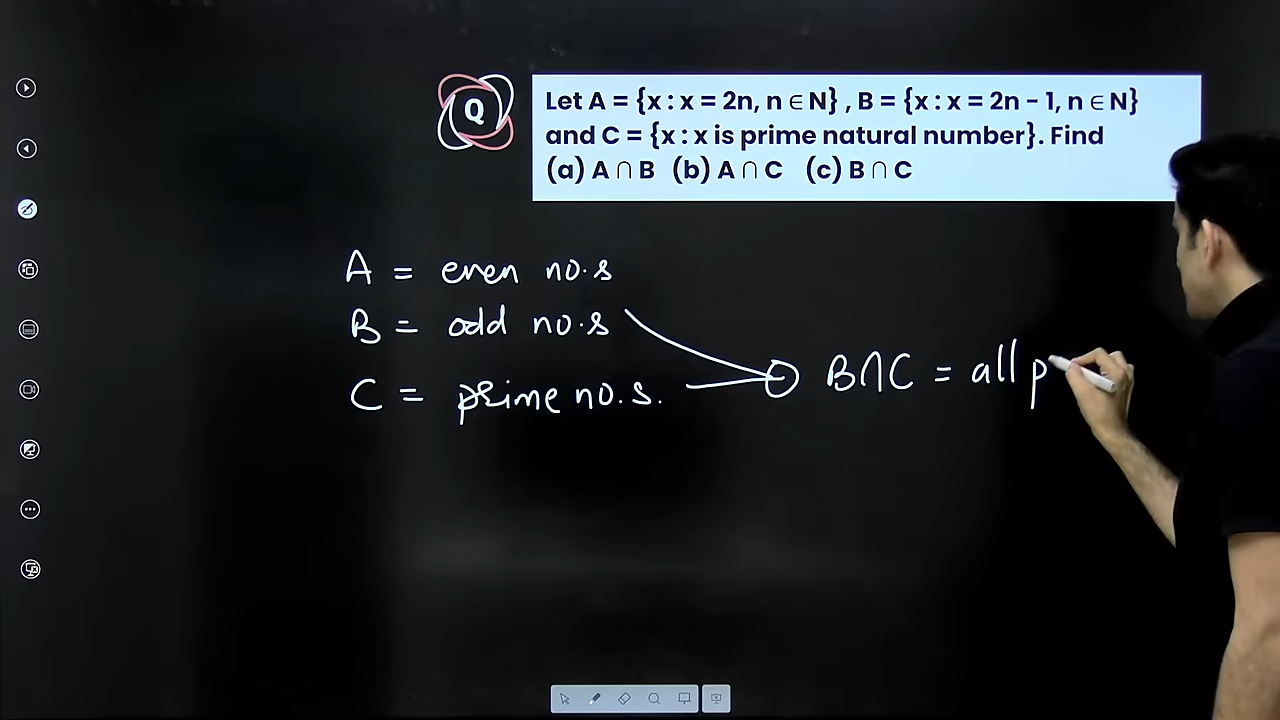 Q
Let A = {x : x = 2n, n ∈ N} , B = {x : x = 2n - 1, n ∈ N}
and C = {x : x is prime natural number}. Find
(a) A ∩ B (b) A ∩ C (c) B ∩ C
A = even no.s
B = odd no.s
C = prime no.s.
B∩C = all p